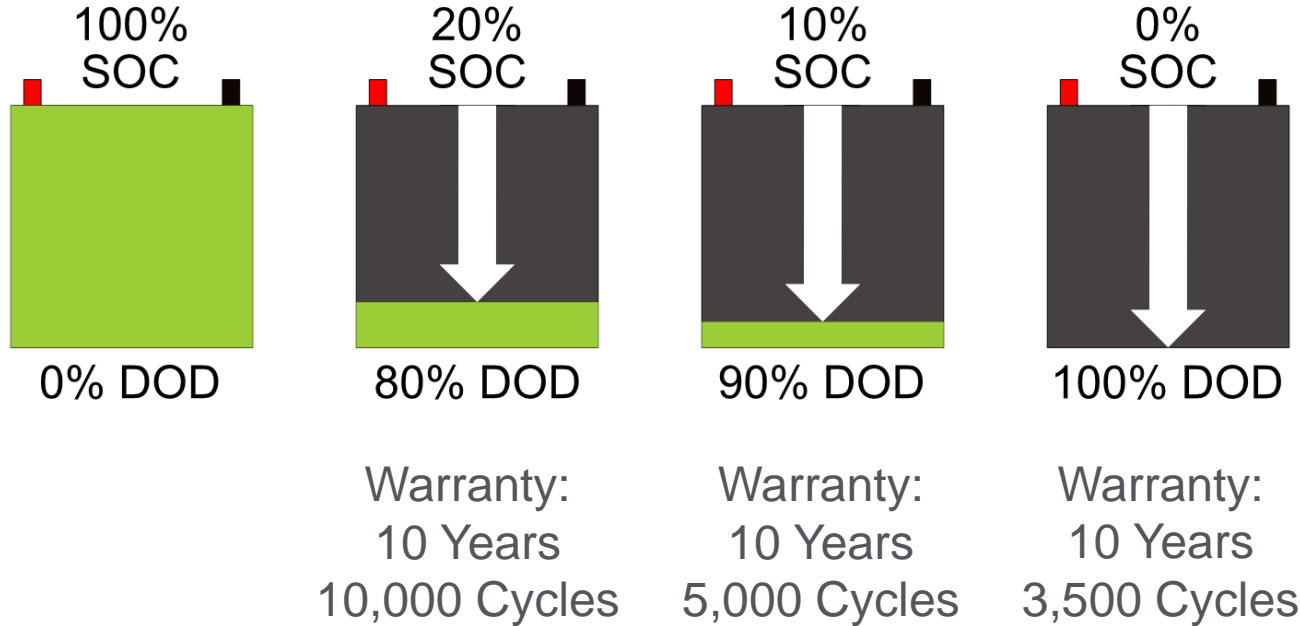 100%
SOC
20%
SOC
10%
SOC
0%
SOC
0% DOD
80% DOD
90% DOD
100% DOD
Warranty:
10 Years
10,000 Cycles
Warranty:
10 Years
5,000 Cycles
Warranty:
10 Years
3,500 Cycles